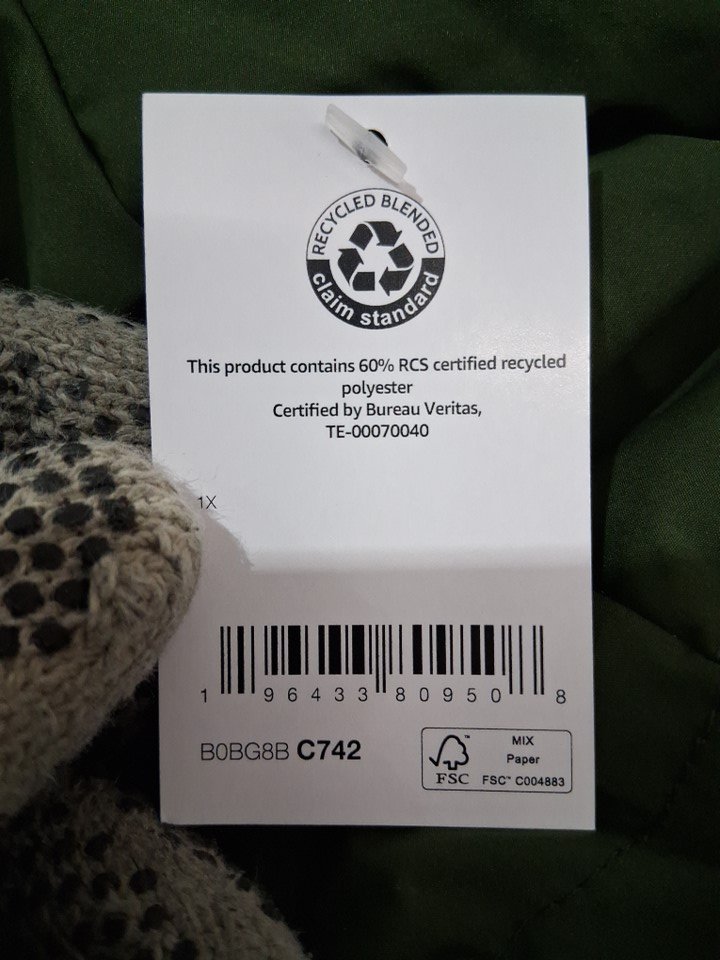 RECYCLED BLENDED
claim standard
This product contains 60% RCS certified recycled
polyester
Certified by Bureau Veritas,
TE-00070040
1X
1 96433 80950 8
B0BG8B C742
FSC
MIX
Paper
FSC™ C004883